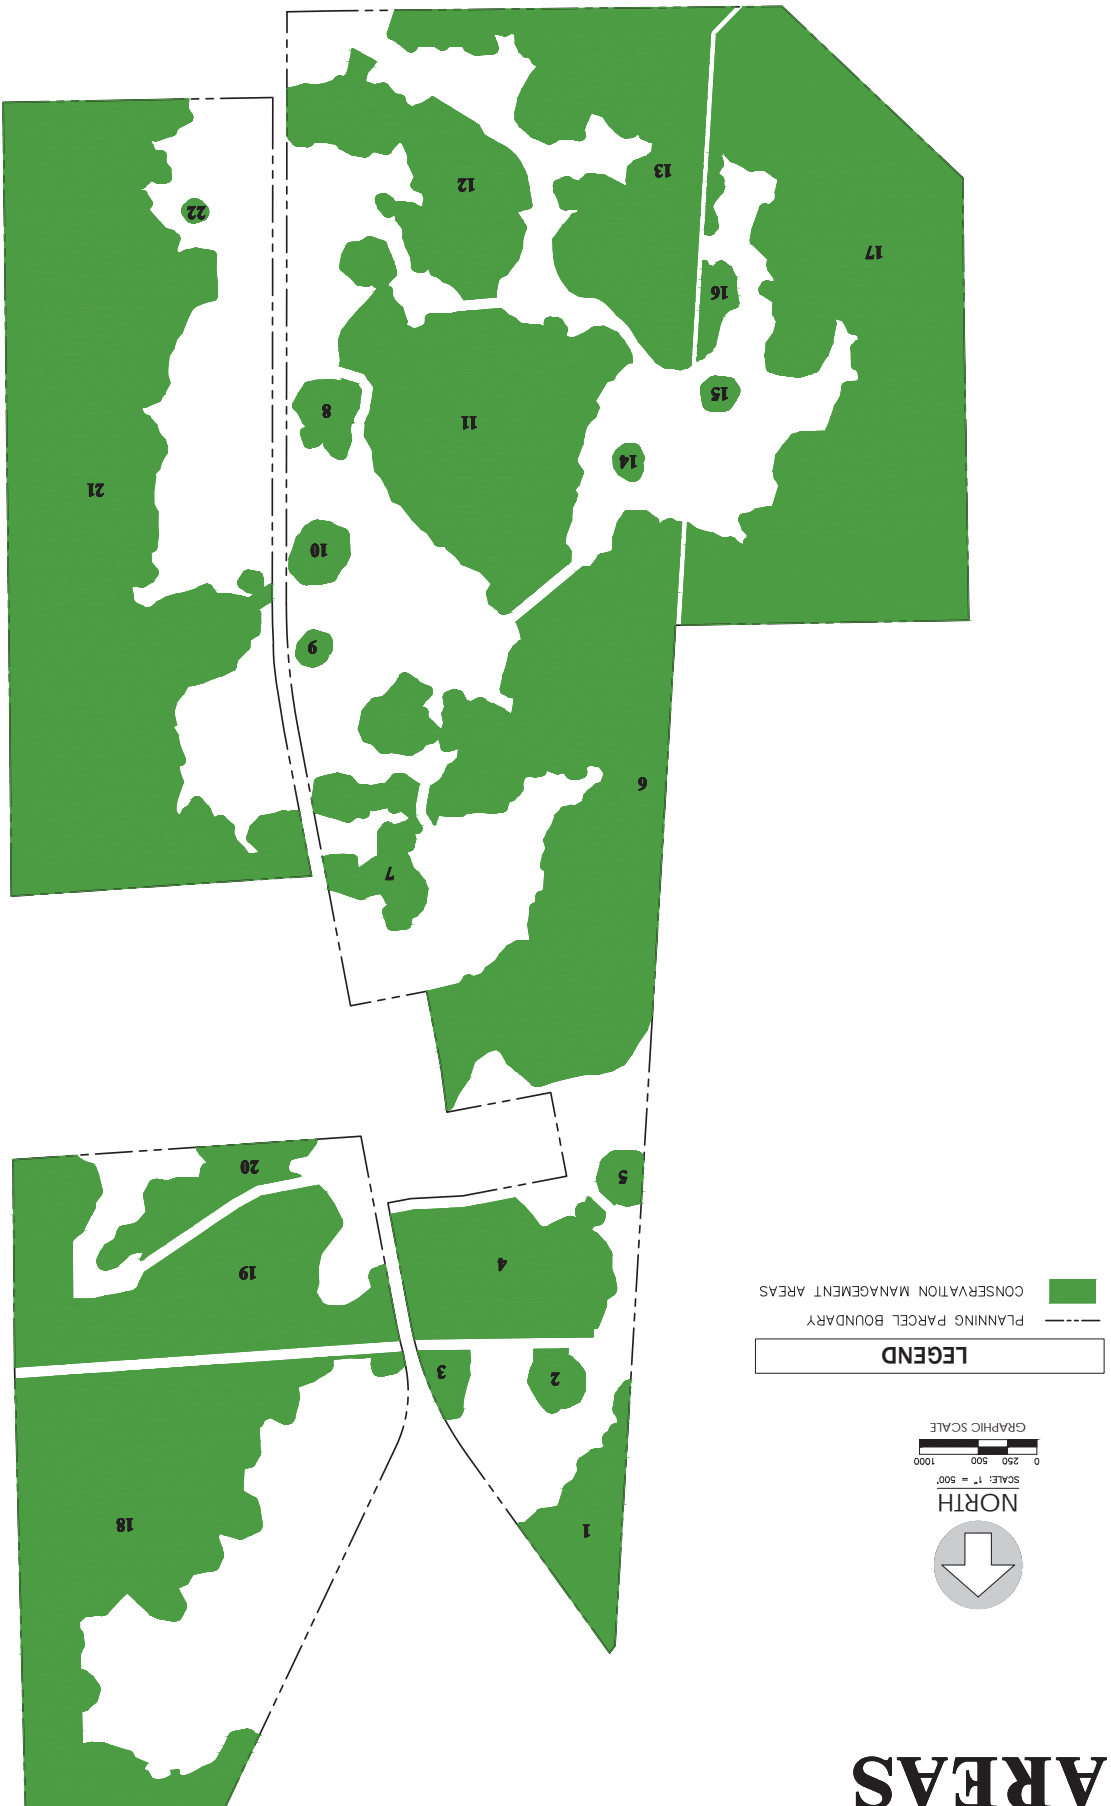 AREAS
NORTH
SCALE: 1" = 500'
0 250 500 1000
GRAPHIC SCALE
LEGEND
PLANNING PARCEL BOUNDARY
CONSERVATION MANAGEMENT AREAS
1
2
3
4
5
6
7
8
9
10
11
12
13
14
15
16
17
18
19
20
21
22